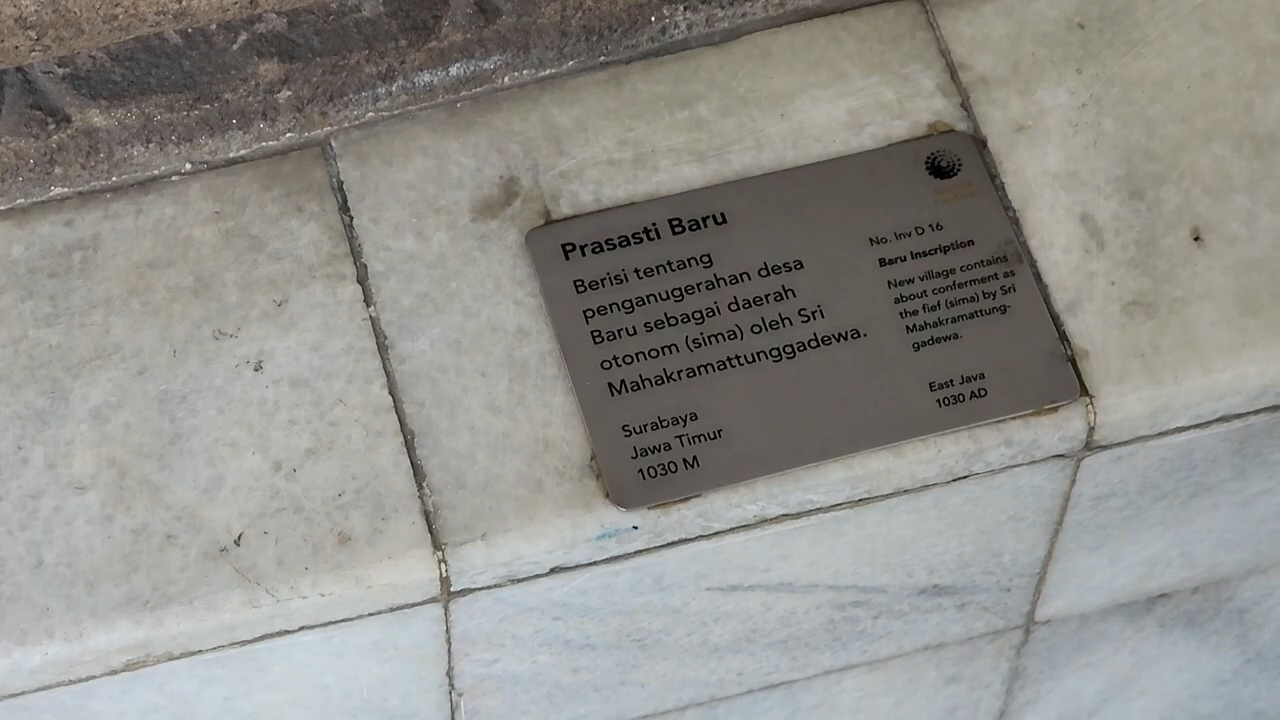 Prasasti Baru
Berisi tentang
penganugerahan desa
Baru sebagai daerah
otonom (sima) oleh Sri
Mahakramattunggadewa.
Surabaya
Jawa Timur
1030 M
No. Inv D 16
Baru Inscription
New village contains
about conferment as
the fief (sima) by Sri
Mahakramattung-
gadewa.
East Java
1030 AD